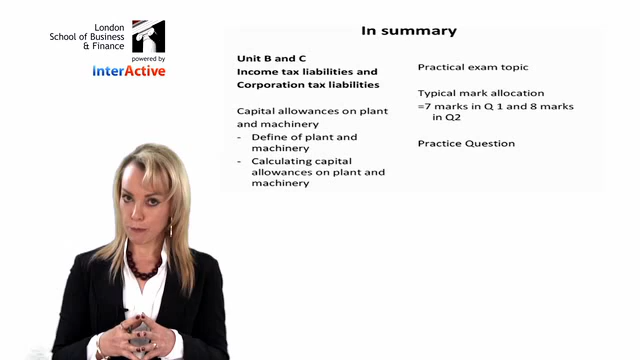 London
School of Business
& Finance
powered by
InterActive
In summary
Unit B and C
Income tax liabilities and
Corporation tax liabilities
Capital allowances on plant
and machinery
- Define of plant and
machinery
- Calculating capital
allowances on plant and
machinery
Practical exam topic
Typical mark allocation
=7 marks in Q 1 and 8 marks
in Q2
Practice Question